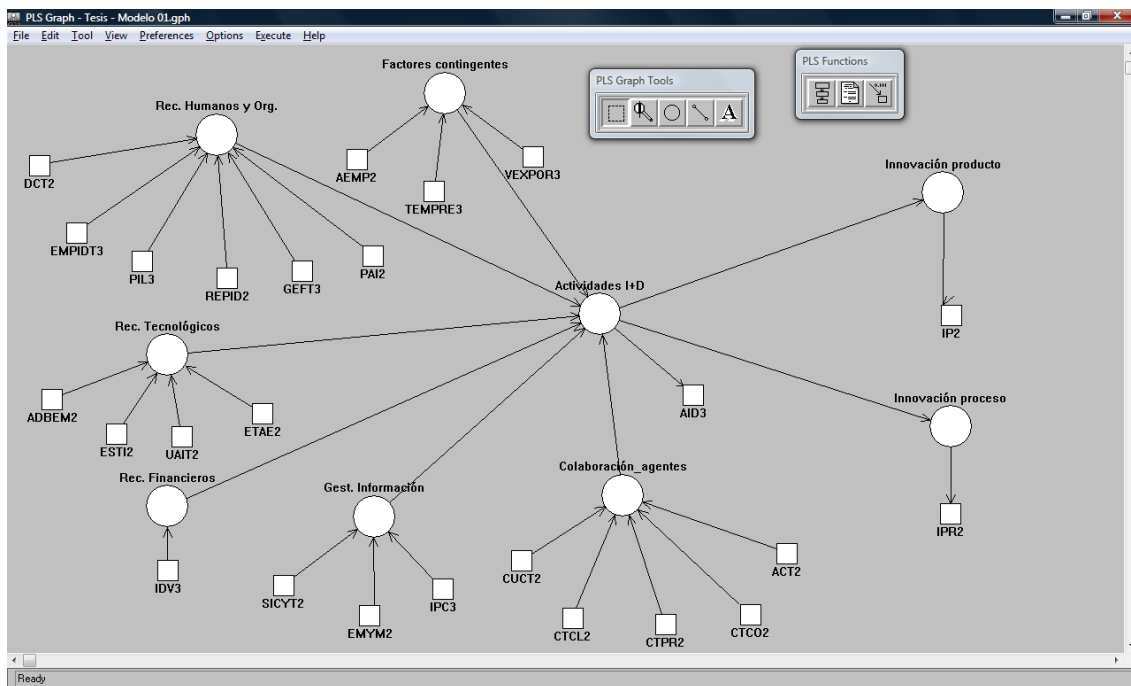 PLS Graph - Tesis - Modelo 01.gph
File Edit Tool View Preferences Options Execute Help
PLS Functions
PLS Graph Tools
A
Factores contingentes
Rec. Humanos y Org.
Innovación producto
DCT2
AEMP2
VEXPOR3
TEMPRE3
EMPIDT3
PIL3
REPID2
GEFT3
PAI2
Actividades I+D
Rec. Tecnológicos
IP2
ADBEM2
ESTI2
UAIT2
ETAE2
AID3
Innovación proceso
Rec. Financieros
Gest. Información
Colaboración_agentes
IPR2
IDV3
SICYT2
EMYM2
IPC3
CUCT2
CTCL2
CTPR2
CTCO2
ACT2
Ready